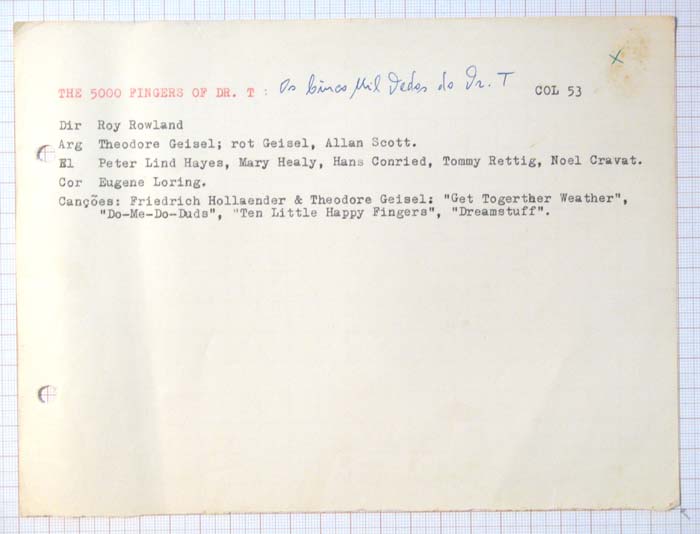 THE 5000 FINGERS OF DR. T : Os Cinco Mil Dedos do Dr. T COL 53
Dir Roy Rowland
Arg Theodore Geisel; rot Geisel, Allan Scott.
El Peter Lind Hayes, Mary Healy, Hans Conried, Tommy Rettig, Noel Cravat.
Cor Eugene Loring.
Canções: Friedrich Hollaender & Theodore Geisel; "Get Togerther Weather",
"Do-Me-Do-Duds", "Ten Little Happy Fingers", "Dreamstuff".